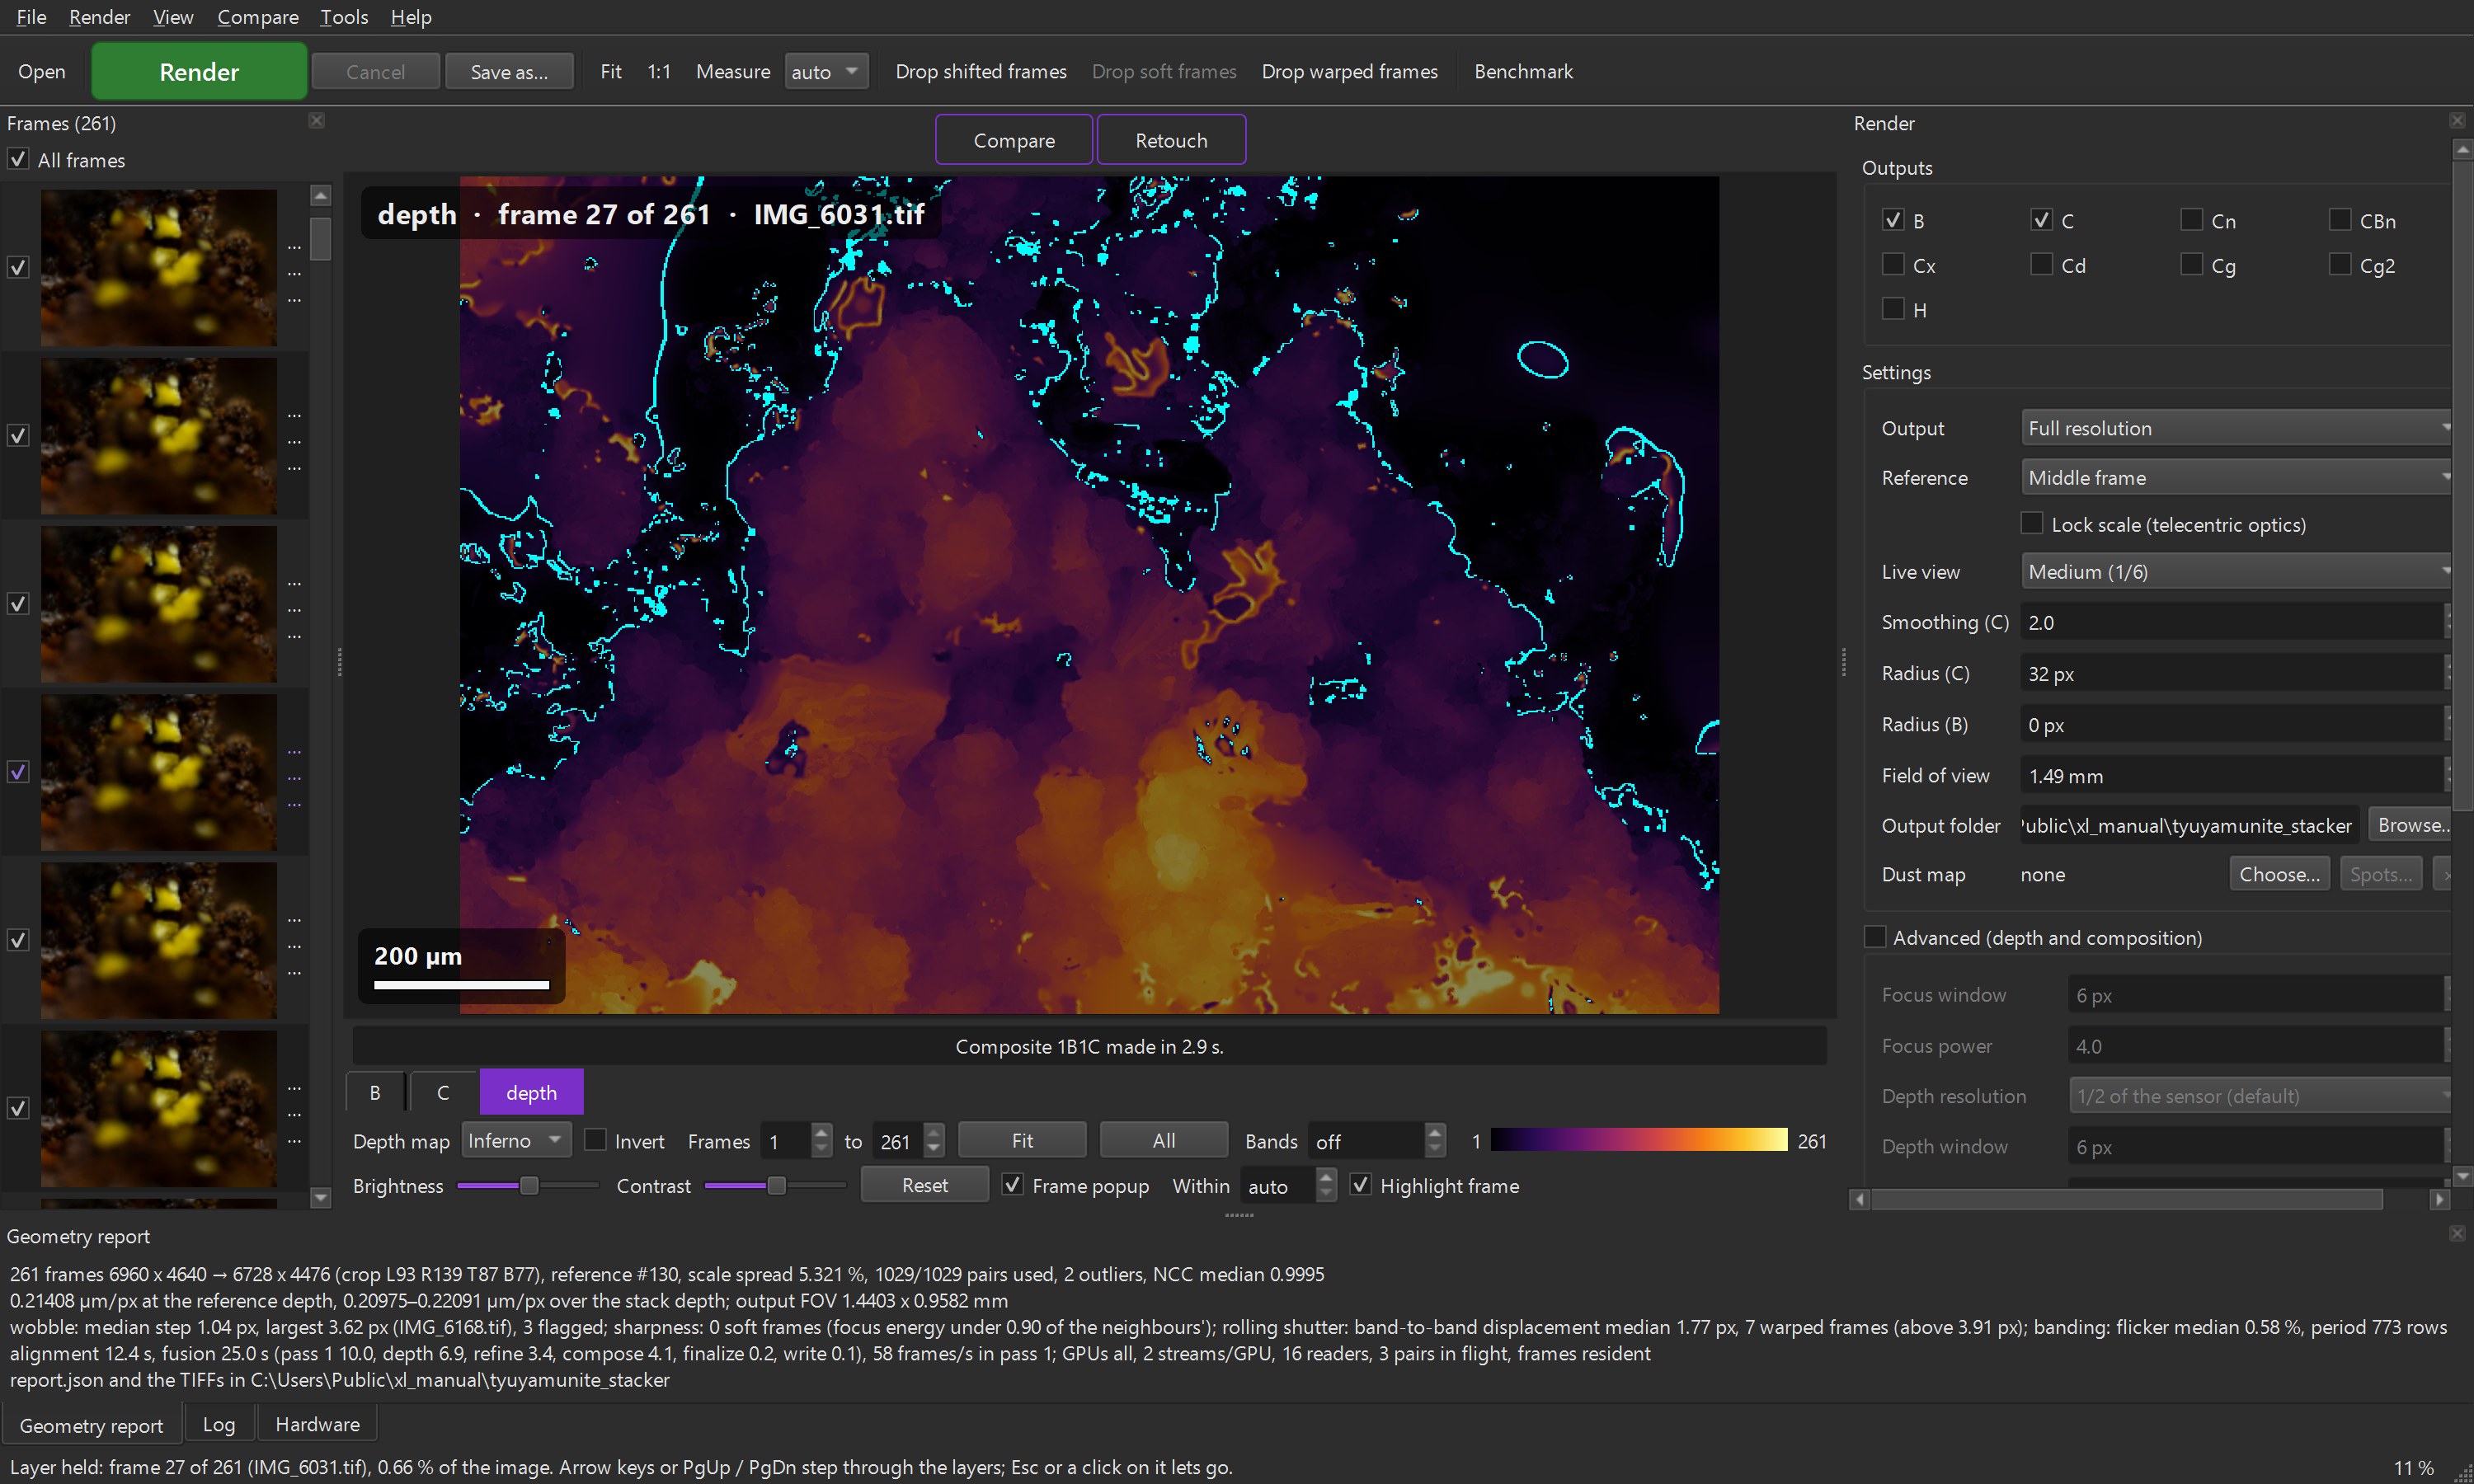 File Render View Compare Tools Help
Open Render Cancel Save as... Fit 1:1 Measure auto Drop shifted frames Drop soft frames Drop warped frames Benchmark
Frames (261)
All frames
Compare Retouch
depth · frame 27 of 261 · IMG_6031.tif
200 µm
Composite 1B1C made in 2.9 s.
B C depth
Depth map Inferno Invert Frames 1 to 261 Fit All Bands off 1 261
Brightness Contrast Reset Frame popup Within auto Highlight frame
Render
Outputs
B C Cn CBn
Cx Cd Cg Cg2
H
Settings
Output Full resolution
Reference Middle frame
Lock scale (telecentric optics)
Live view Medium (1/6)
Smoothing (C) 2.0
Radius (C) 32 px
Radius (B) 0 px
Field of view 1.49 mm
Output folder Public\xl_manual\tyuyamunite_stacker Browse...
Dust map none Choose... Spots...
Advanced (depth and composition)
Focus window 6 px
Focus power 4.0
Depth resolution 1/2 of the sensor (default)
Depth window 6 px
Geometry report
261 frames 6960 x 4640 → 6728 x 4476 (crop L93 R139 T87 B77), reference #130, scale spread 5.321 %, 1029/1029 pairs used, 2 outliers, NCC median 0.9995
0.21408 µm/px at the reference depth, 0.20975–0.22091 µm/px over the stack depth; output FOV 1.4403 x 0.9582 mm
wobble: median step 1.04 px, largest 3.62 px (IMG_6168.tif), 3 flagged; sharpness: 0 soft frames (focus energy under 0.90 of the neighbours'); rolling shutter: band-to-band displacement median 1.77 px, 7 warped frames (above 3.91 px); banding: flicker median 0.58 %, period 773 rows
alignment 12.4 s, fusion 25.0 s (pass 1 10.0, depth 6.9, refine 3.4, compose 4.1, finalize 0.2, write 0.1), 58 frames/s in pass 1; GPUs all, 2 streams/GPU, 16 readers, 3 pairs in flight, frames resident
report.json and the TIFFs in C:\Users\Public\xl_manual\tyuyamunite_stacker
Geometry report Log Hardware
Layer held: frame 27 of 261 (IMG_6031.tif), 0.66 % of the image. Arrow keys or PgUp / PgDn step through the layers; Esc or a click on it lets go. 11 %